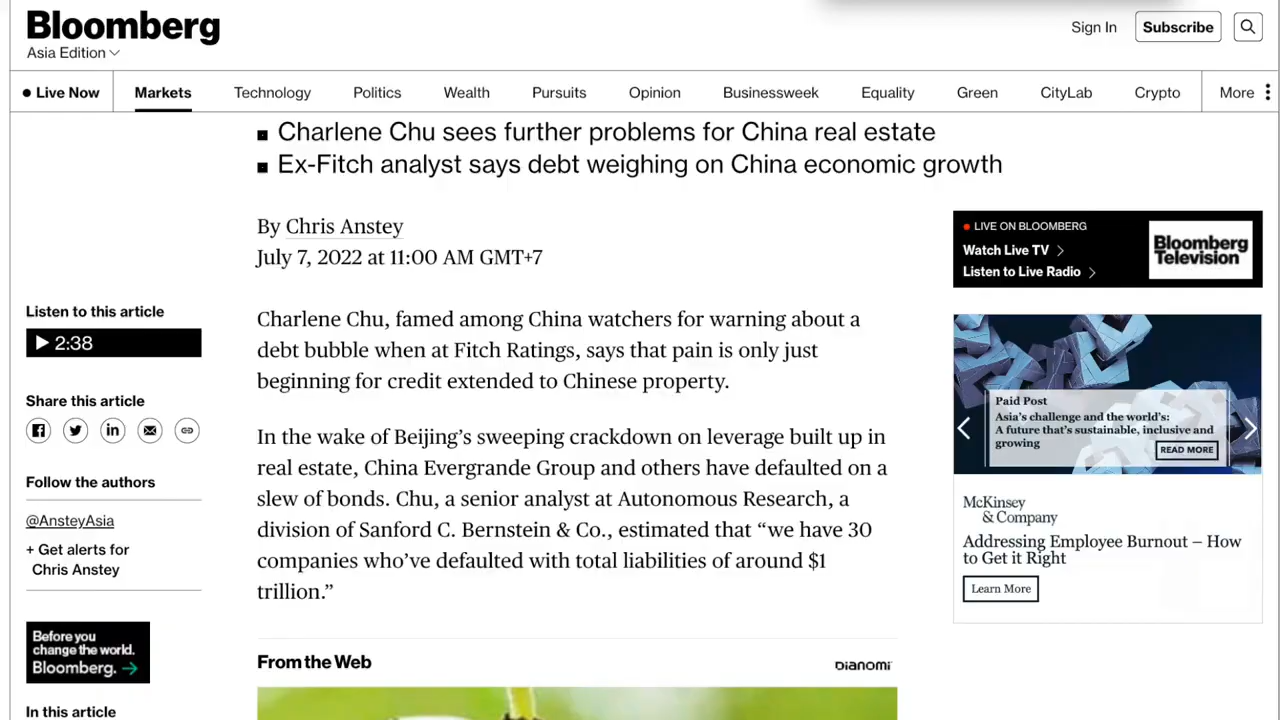 Bloomberg
Asia Edition
Sign In
Subscribe
Live Now
Markets
Technology
Politics
Wealth
Pursuits
Opinion
Businessweek
Equality
Green
CityLab
Crypto
More
Charlene Chu sees further problems for China real estate
Ex-Fitch analyst says debt weighing on China economic growth
By Chris Anstey
July 7, 2022 at 11:00 AM GMT+7
Listen to this article
2:38
Share this article
Follow the authors
@AnsteyAsia
+ Get alerts for
Chris Anstey
Before you
change the world.
Bloomberg.
In this article
Charlene Chu, famed among China watchers for warning about a
debt bubble when at Fitch Ratings, says that pain is only just
beginning for credit extended to Chinese property.
In the wake of Beijing’s sweeping crackdown on leverage built up in
real estate, China Evergrande Group and others have defaulted on a
slew of bonds. Chu, a senior analyst at Autonomous Research, a
division of Sanford C. Bernstein & Co., estimated that “we have 30
companies who’ve defaulted with total liabilities of around $1
trillion.”
From the Web
DIANOMI
LIVE ON BLOOMBERG
Watch Live TV
Listen to Live Radio
Bloomberg
Television
Paid Post
Asia’s challenge and the world’s:
A future that’s sustainable, inclusive and
growing
READ MORE
McKinsey
& Company
Addressing Employee Burnout – How
to Get it Right
Learn More